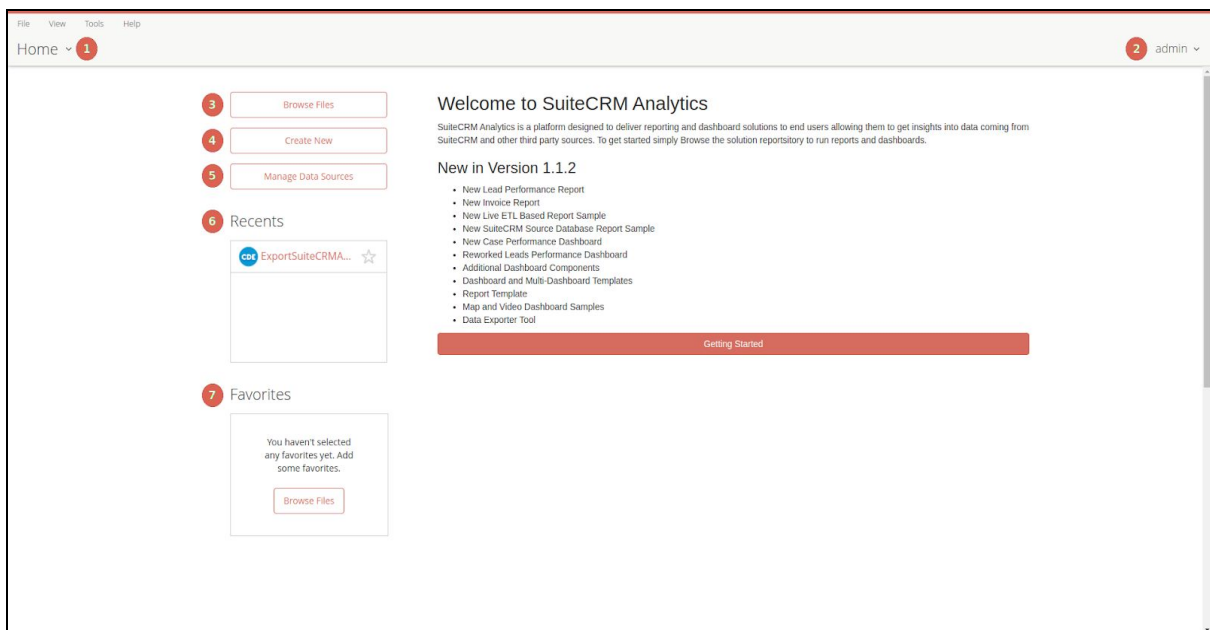 File View Tools Help
Home 1
2 admin
3 Browse Files
4 Create New
5 Manage Data Sources
6 Recents
CDE ExportSuiteCRMA...
7 Favorites
You haven't selected
any favorites yet. Add
some favorites.
Browse Files
Welcome to SuiteCRM Analytics
SuiteCRM Analytics is a platform designed to deliver reporting and dashboard solutions to end users allowing them to get insights into data coming from
SuiteCRM and other third party sources. To get started simply Browse the solution reportsitory to run reports and dashboards.
New in Version 1.1.2
• New Lead Performance Report
• New Invoice Report
• New Live ETL Based Report Sample
• New SuiteCRM Source Database Report Sample
• New Case Performance Dashboard
• Reworked Leads Performance Dashboard
• Additional Dashboard Components
• Dashboard and Multi-Dashboard Templates
• Report Template
• Map and Video Dashboard Samples
• Data Exporter Tool
Getting Started